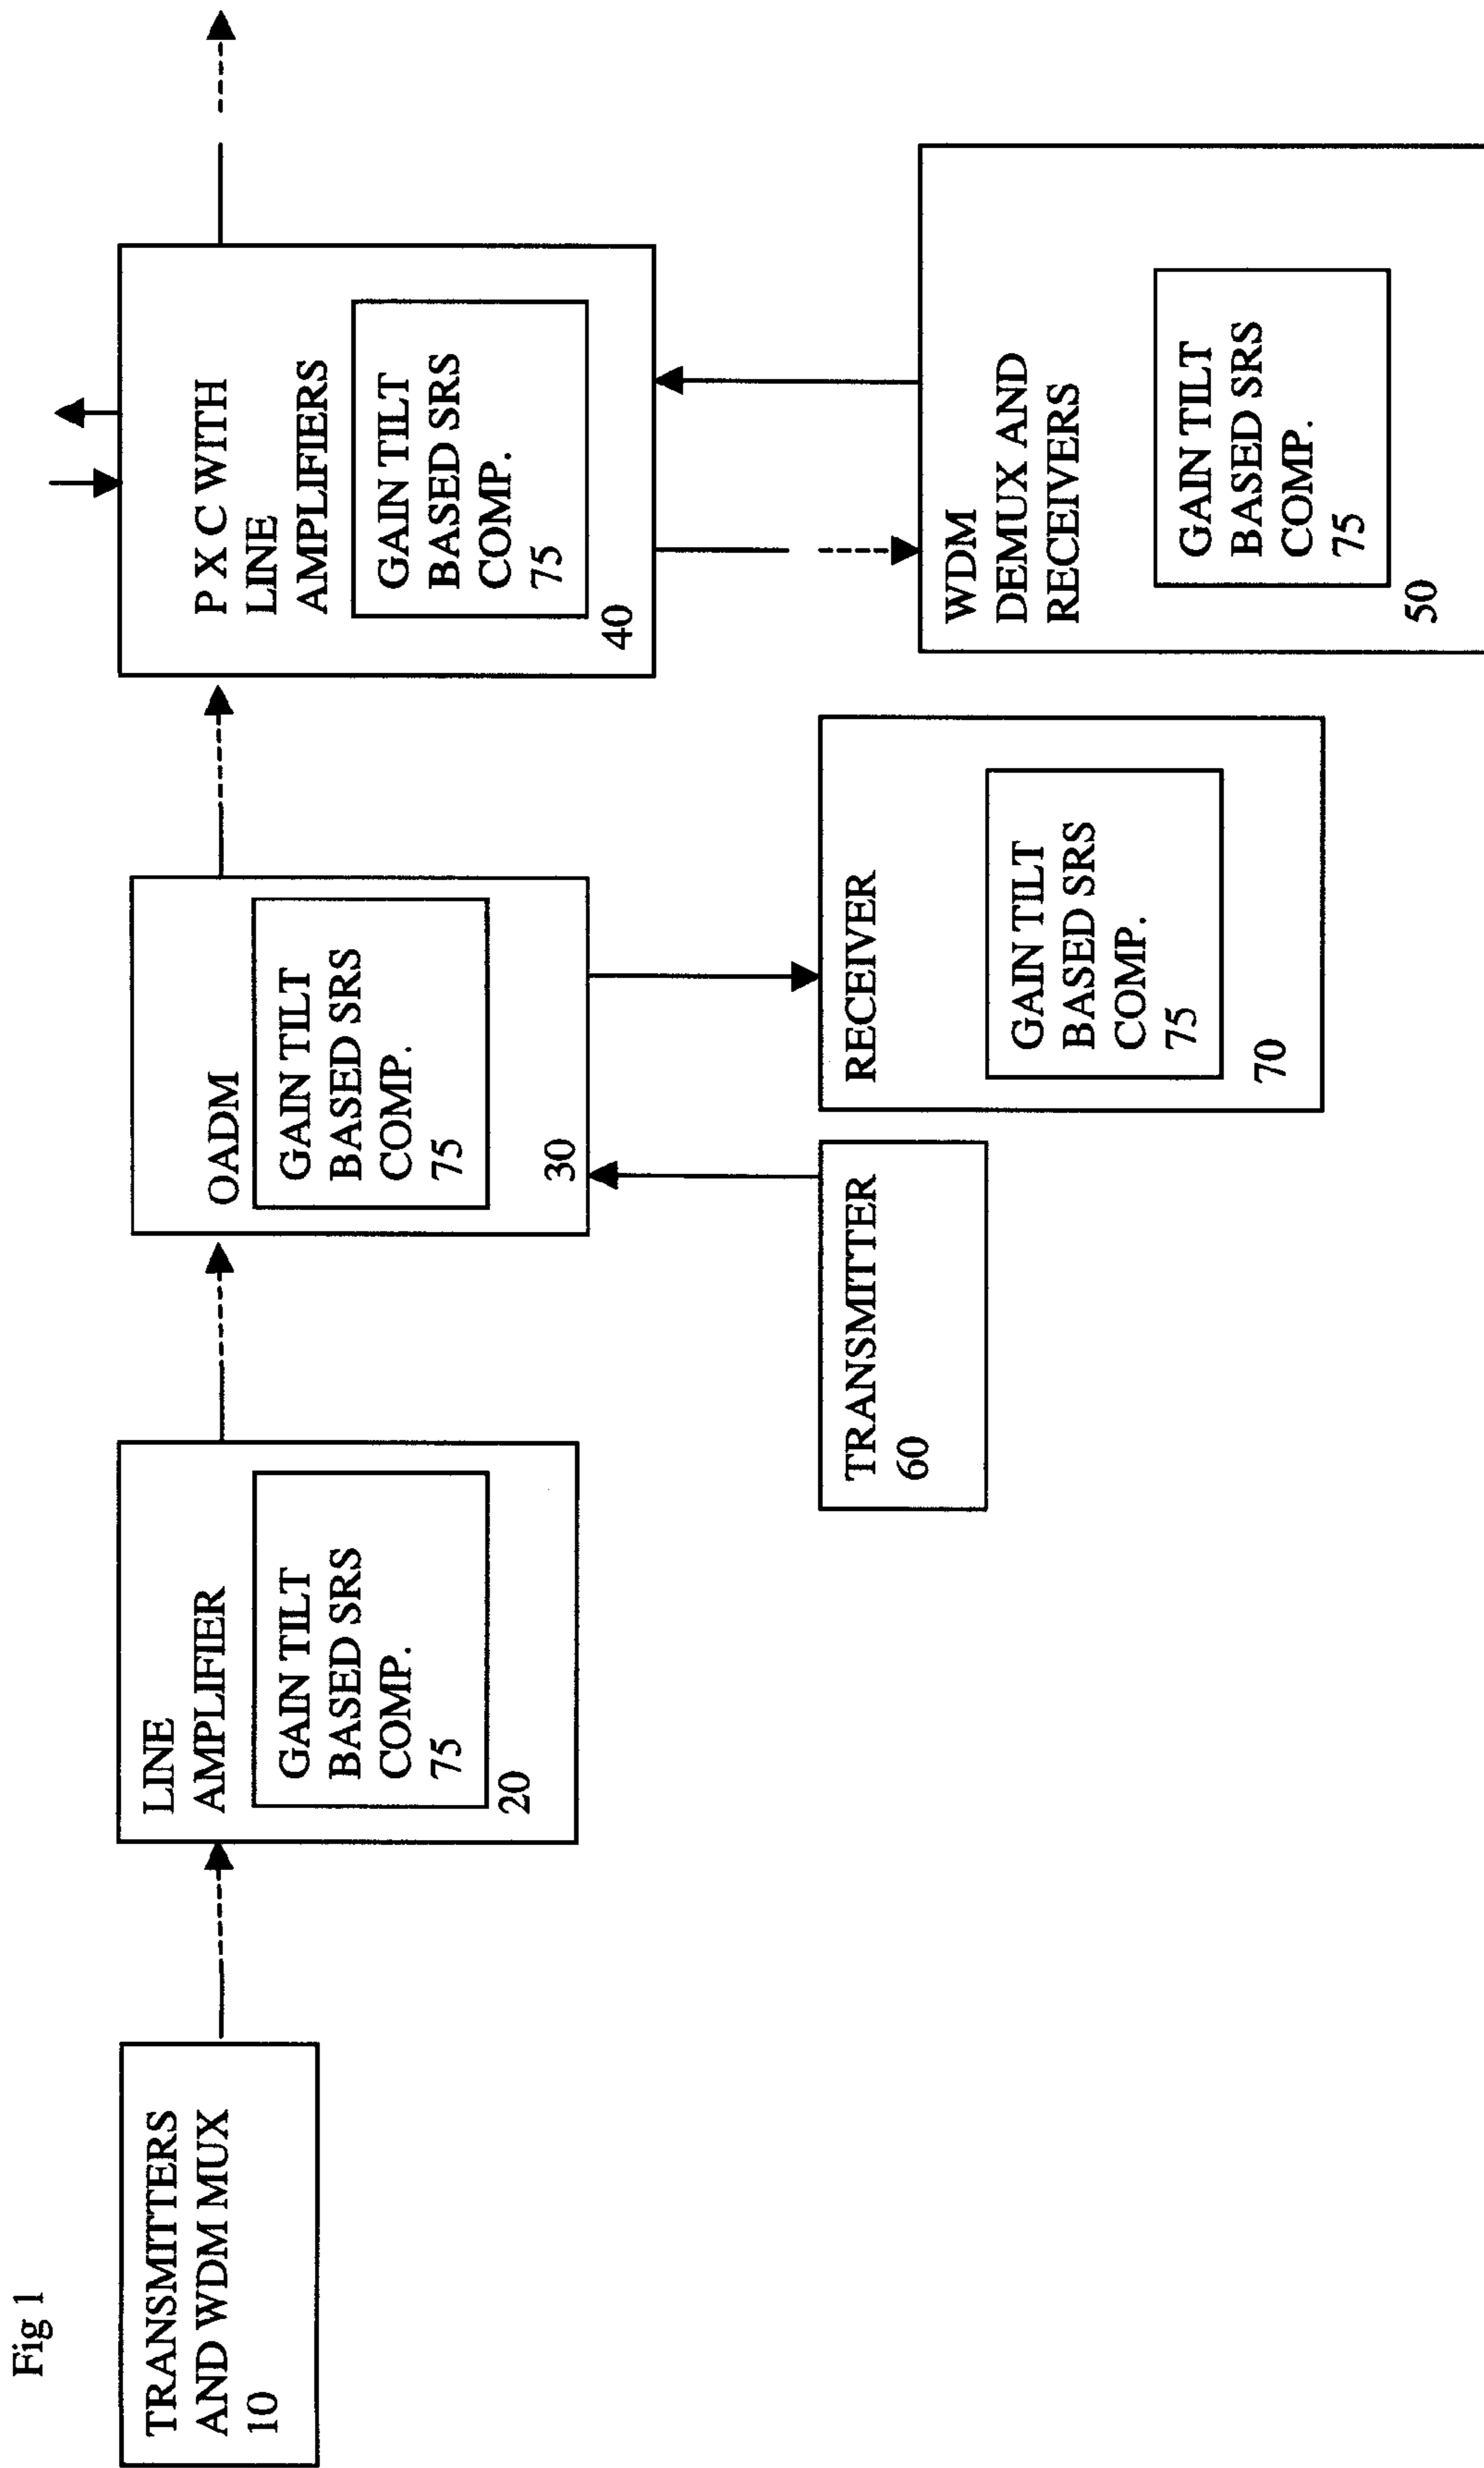 Fig 1
TRANSMITTERS
AND WDM MUX
10
LINE
AMPLIFIER
GAIN TILT
BASED SRS
COMP.
75
20
OADM
GAIN TILT
BASED SRS
COMP.
75
30
P X C WITH
LINE
AMPLIFIERS
GAIN TILT
BASED SRS
COMP.
75
40
TRANSMITTER
60
RECEIVER
GAIN TILT
BASED SRS
COMP.
75
70
WDM
DEMUX AND
RECEIVERS
GAIN TILT
BASED SRS
COMP.
75
50